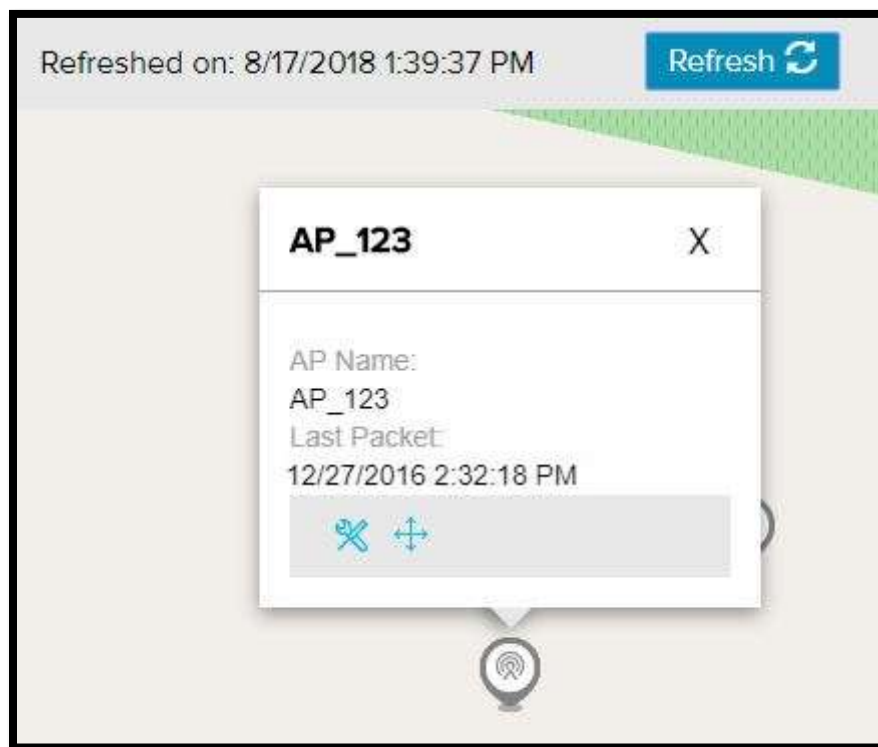 Refreshed on: 8/17/2018 1:39:37 PM
Refresh
AP_123
X
AP Name:
AP_123
Last Packet:
12/27/2016 2:32:18 PM